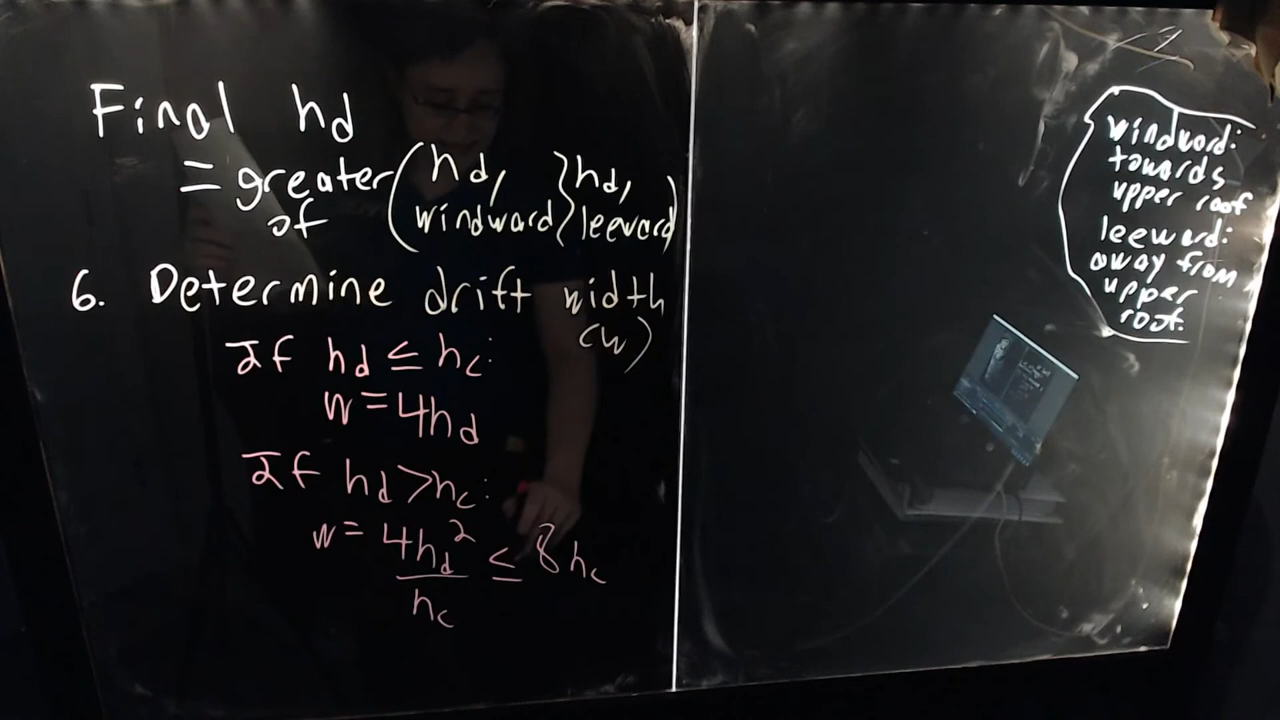 Final hd
= greater of (hd, windward } hd, leeward)
6. Determine drift width (w)
If hd ≤ hc:
w = 4hd
If hd > hc:
w = 4hd² / hc ≤ 8hc
windward:
towards
upper roof
leeward:
away from
upper
roof.